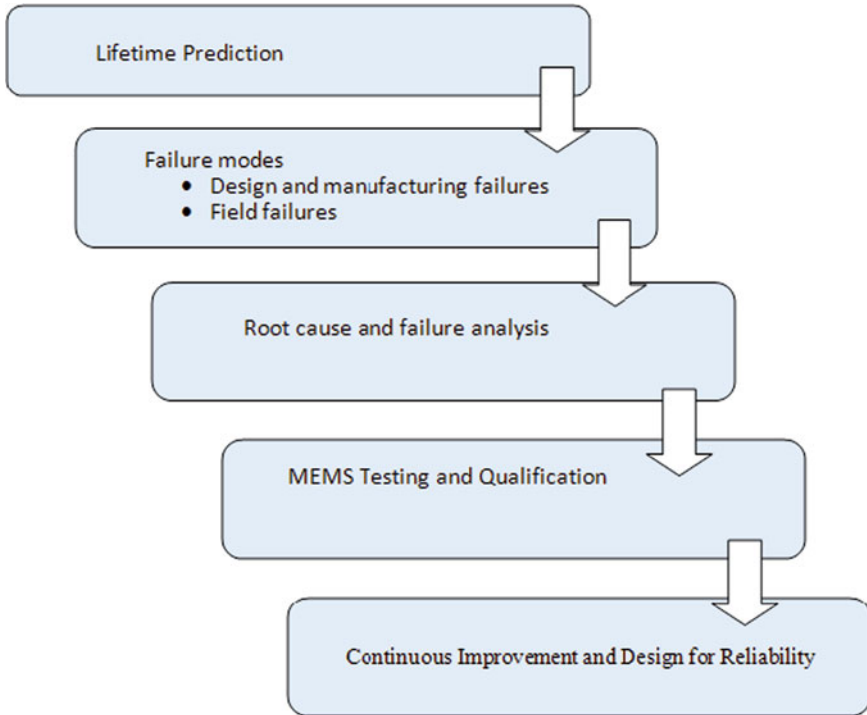 Lifetime Prediction
Failure modes
• Design and manufacturing failures
• Field failures
Root cause and failure analysis
MEMS Testing and Qualification
Continuous Improvement and Design for Reliability